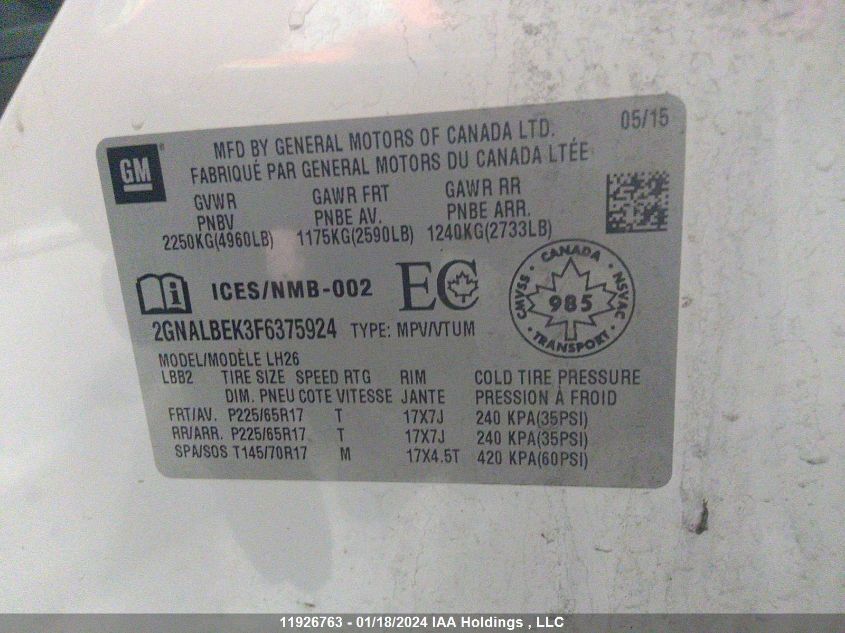 GM
MFD BY GENERAL MOTORS OF CANADA LTD.
05/15
FABRIQUÉ PAR GENERAL MOTORS DU CANADA LTÉE
GVWR GAWR FRT GAWR RR
PNBV PNBE AV. PNBE ARR.
2250KG(4960LB) 1175KG(2590LB) 1240KG(2733LB)
ICES/NMB-002 EC
CANADA
CMVSS 985 NSVAC
TRANSPORT
2GNALBEK3F6375924 TYPE: MPV/VTUM
MODEL/MODÈLE LH26
LBB2 TIRE SIZE SPEED RTG RIM COLD TIRE PRESSURE
DIM. PNEU COTE VITESSE JANTE PRESSION À FROID
FRT/AV. P225/65R17 T 17X7J 240 KPA(35PSI)
RR/ARR. P225/65R17 T 17X7J 240 KPA(35PSI)
SPA/SOS T145/70R17 M 17X4.5T 420 KPA(60PSI)
11926763 - 01/18/2024 IAA Holdings , LLC